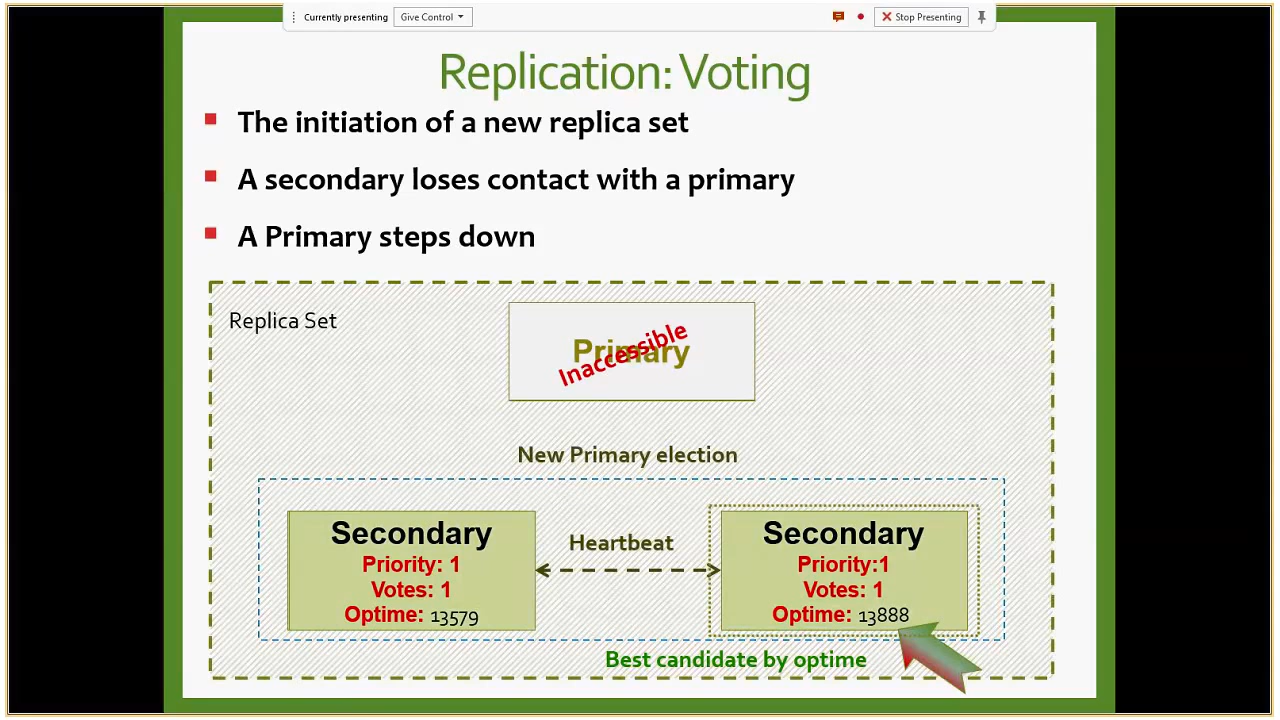 Currently presenting Give Control Stop Presenting
Replication: Voting
The initiation of a new replica set
A secondary loses contact with a primary
A Primary steps down
Replica Set
Primary
Inaccessible
New Primary election
Secondary
Priority: 1
Votes: 1
Optime: 13579
Heartbeat
Secondary
Priority:1
Votes: 1
Optime: 13888
Best candidate by optime